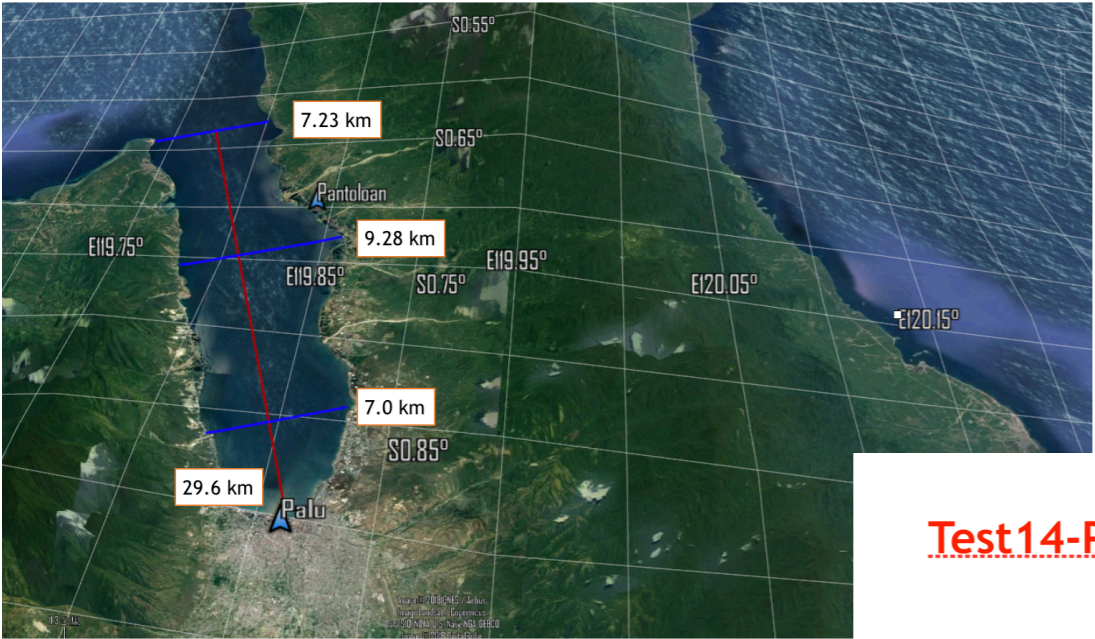 S0.55°
7.23 km
S0.65°
Pantoloan
9.28 km
E119.75°
E119.95°
E119.85°
S0.75°
E120.05°
E120.15°
7.0 km
S0.85°
29.6 km
Palu
Test14-P